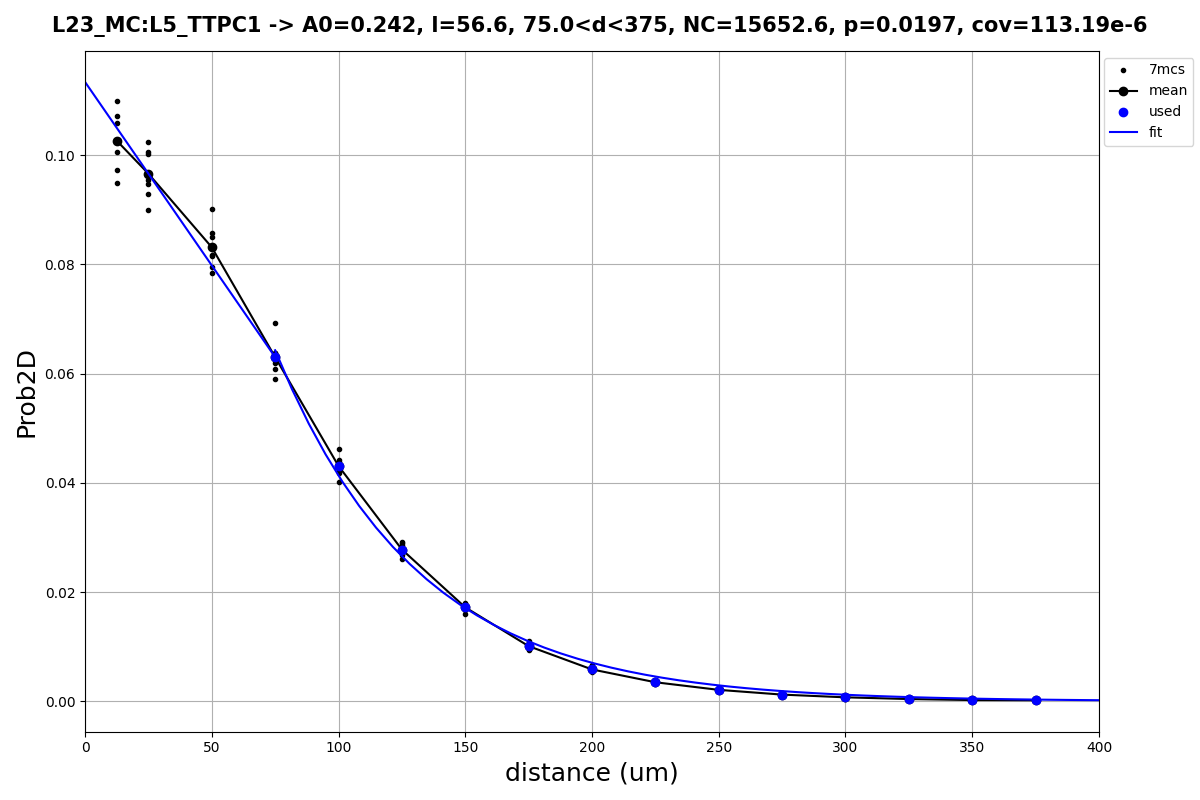 L23_MC:L5_TTPC1 -> A0=0.242, l=56.6, 75.0<d<375, NC=15652.6, p=0.0197, cov=113.19e-6
7mcs
mean
used
fit
Prob2D
0.10
0.08
0.06
0.04
0.02
0.00
0 50 100 150 200 250 300 350 400
distance (um)